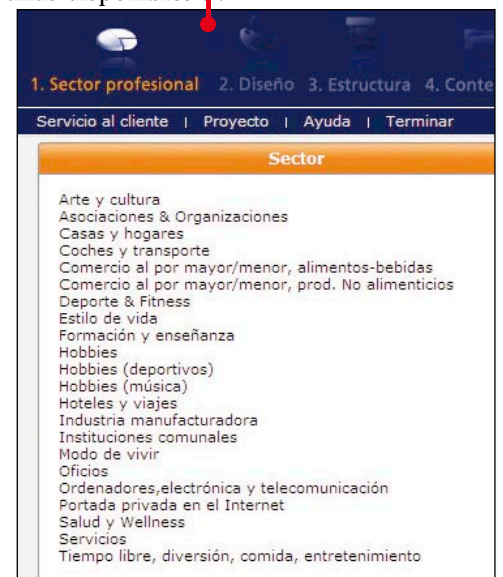 1. Sector profesional 2. Diseño 3. Estructura 4. Conte
Servicio al cliente | Proyecto | Ayuda | Terminar
Sector
Arte y cultura
Asociaciones & Organizaciones
Casas y hogares
Coches y transporte
Comercio al por mayor/menor, alimentos-bebidas
Comercio al por mayor/menor, prod. No alimenticios
Deporte & Fitness
Estilo de vida
Formación y enseñanza
Hobbies
Hobbies (deportivos)
Hobbies (música)
Hoteles y viajes
Industria manufacturadora
Instituciones comunales
Modo de vivir
Oficios
Ordenadores,electrónica y telecomunicación
Portada privada en el Internet
Salud y Wellness
Servicios
Tiempo libre, diversión, comida, entretenimiento